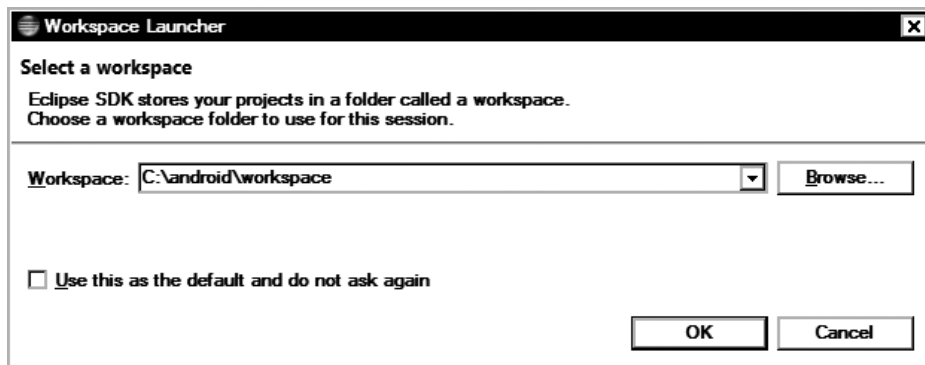 Workspace Launcher
Select a workspace
Eclipse SDK stores your projects in a folder called a workspace.
Choose a workspace folder to use for this session.
Workspace: C:\android\workspace Browse...
Use this as the default and do not ask again
OK Cancel